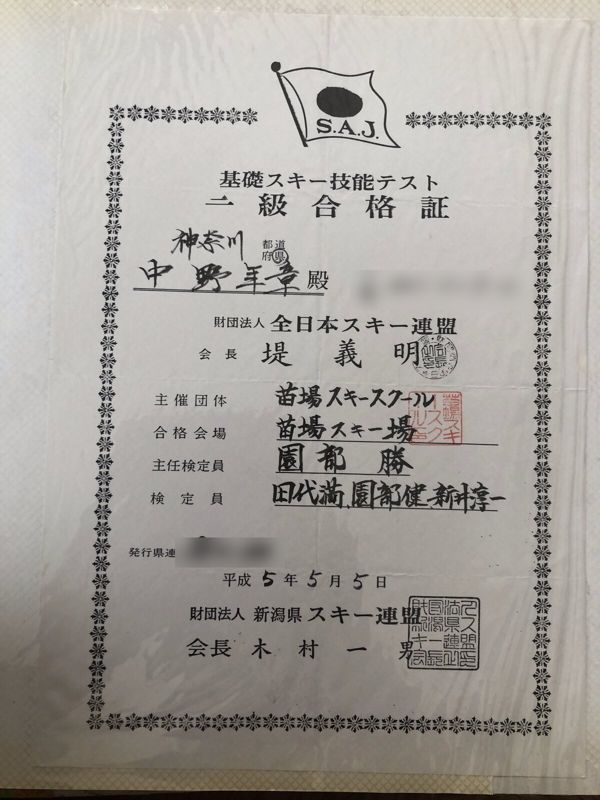 S.A.J.
基礎スキー技能テスト
二級合格証
神奈川 都道府県
中野年章殿
財団法人 全日本スキー連盟
会長 堤義明
主催団体 苗場スキースクール
合格会場 苗場スキー場
主任検定員 園部勝
検定員 田代満、園部健、新井淳一
発行県連
平成5年5月5日
財団法人 新潟県スキー連盟
会長 木村一男